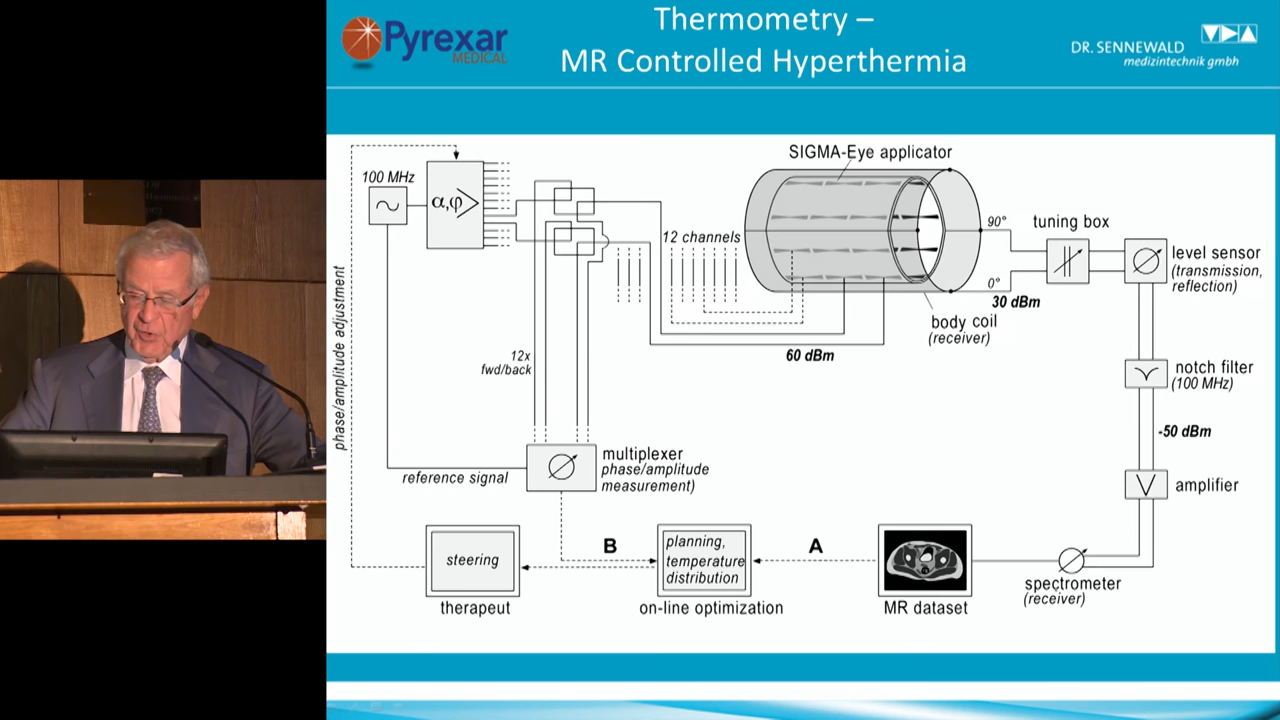 Pyrexar
MEDICAL
Thermometry –
MR Controlled Hyperthermia
DR. SENNEWALD
medizintechnik gmbh
SIGMA-Eye applicator
100 MHz
α,φ
12 channels
90°
tuning box
level sensor
(transmission,
reflection)
0°
30 dBm
body coil
(receiver)
60 dBm
12x
fwd/back
phase/amplitude adjustment
notch filter
(100 MHz)
-50 dBm
multiplexer
phase/amplitude
measurement)
reference signal
amplifier
steering
B
planning,
temperature
distribution
A
therapeut
on-line optimization
MR dataset
spectrometer
(receiver)